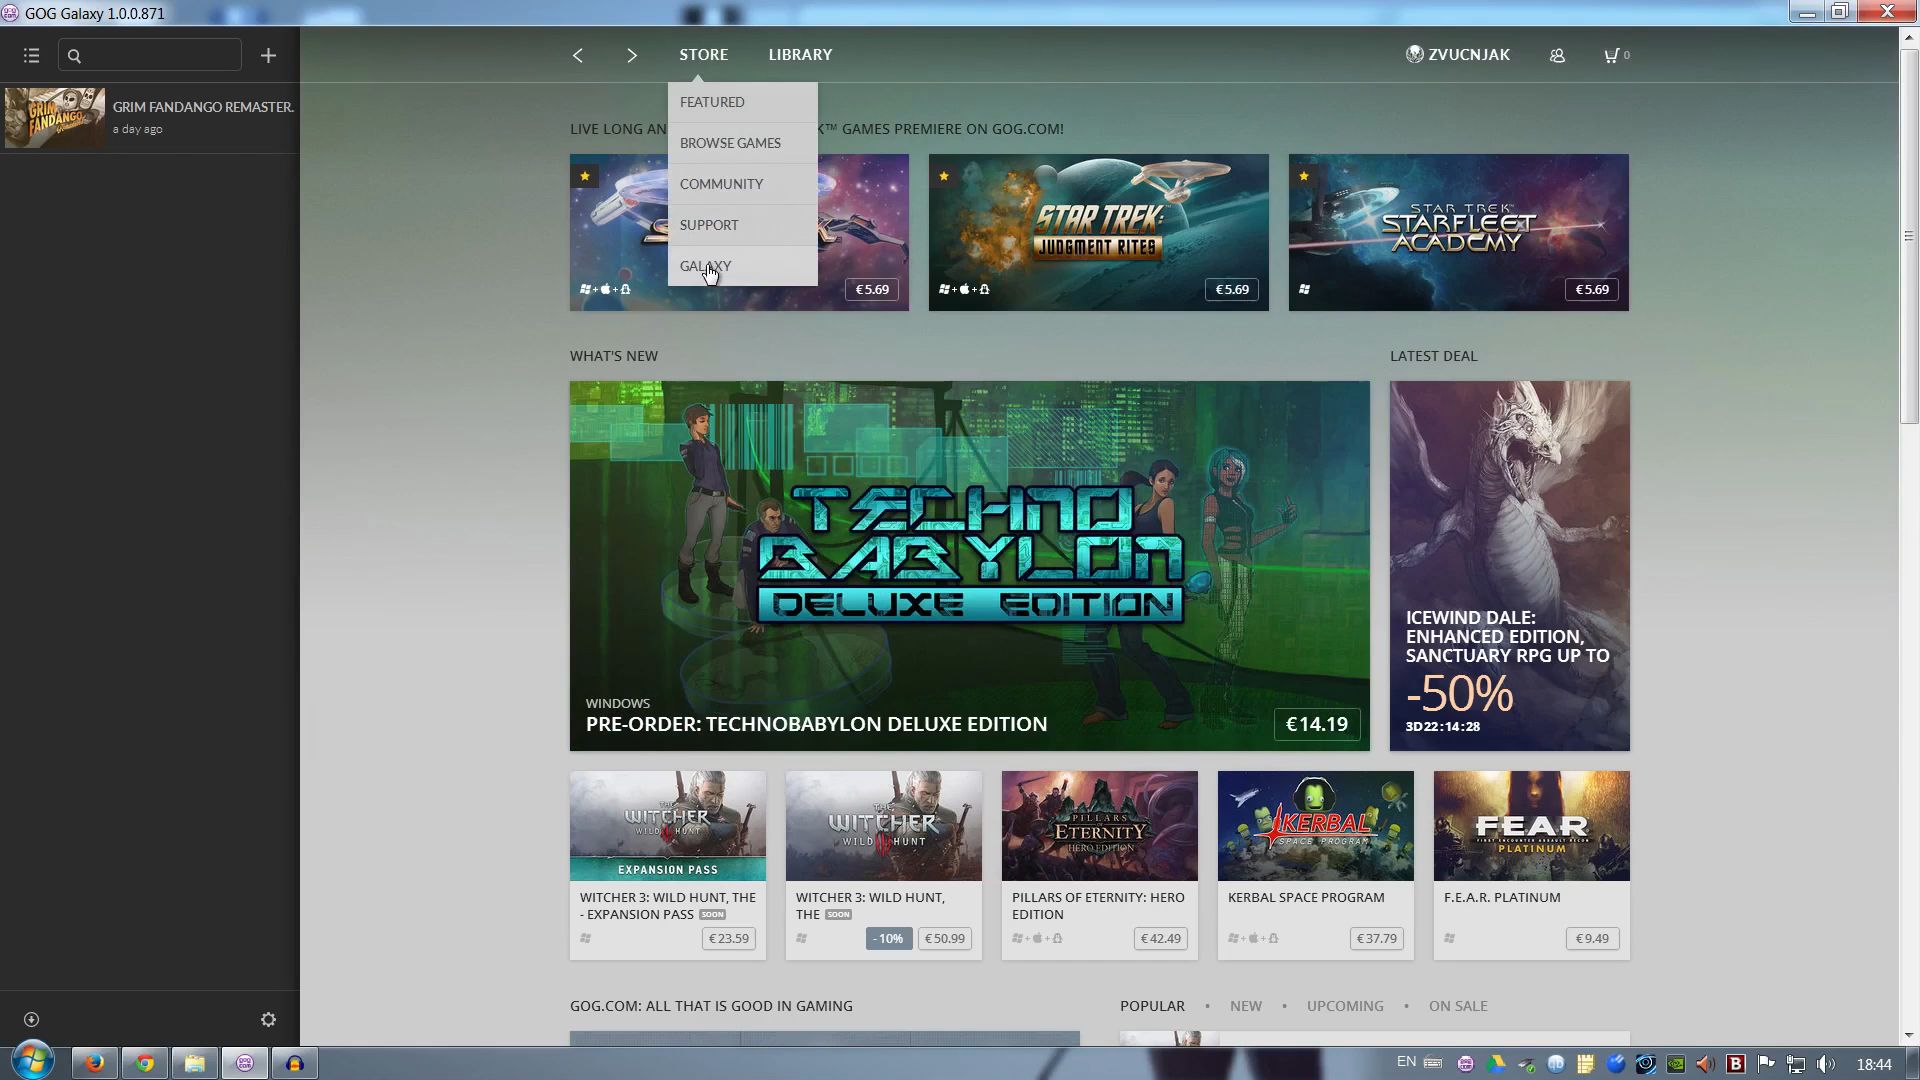 GOG Galaxy 1.0.0.871
STORE
LIBRARY
ZVUCNJAK
0
GRIM FANDANGO REMASTER.
a day ago
FEATURED
BROWSE GAMES
COMMUNITY
SUPPORT
GALAXY
LIVE LONG AN
K™ GAMES PREMIERE ON GOG.COM!
€5.69
STAR TREK:
JUDGMENT RITES
€5.69
STAR TREK
STARFLEET
ACADEMY
€5.69
WHAT'S NEW
LATEST DEAL
TECHNO
BABYLON
DELUXE EDITION
WINDOWS
PRE-ORDER: TECHNOBABYLON DELUXE EDITION
€14.19
ICEWIND DALE:
ENHANCED EDITION,
SANCTUARY RPG UP TO
-50%
3D22:14:28
THE
WITCHER
WILD HUNT
EXPANSION PASS
WITCHER 3: WILD HUNT, THE
- EXPANSION PASS SOON
€23.59
THE
WITCHER
WILD HUNT
WITCHER 3: WILD HUNT,
THE SOON
-10%
€50.99
PILLARS
OF
ETERNITY
HERO EDITION
PILLARS OF ETERNITY: HERO
EDITION
€42.49
KERBAL
SPACE PROGRAM
KERBAL SPACE PROGRAM
€37.79
FEAR
FIRST ENCOUNTER ASSAULT RECON
PLATINUM
F.E.A.R. PLATINUM
€9.49
GOG.COM: ALL THAT IS GOOD IN GAMING
POPULAR • NEW • UPCOMING • ON SALE
EN
18:44